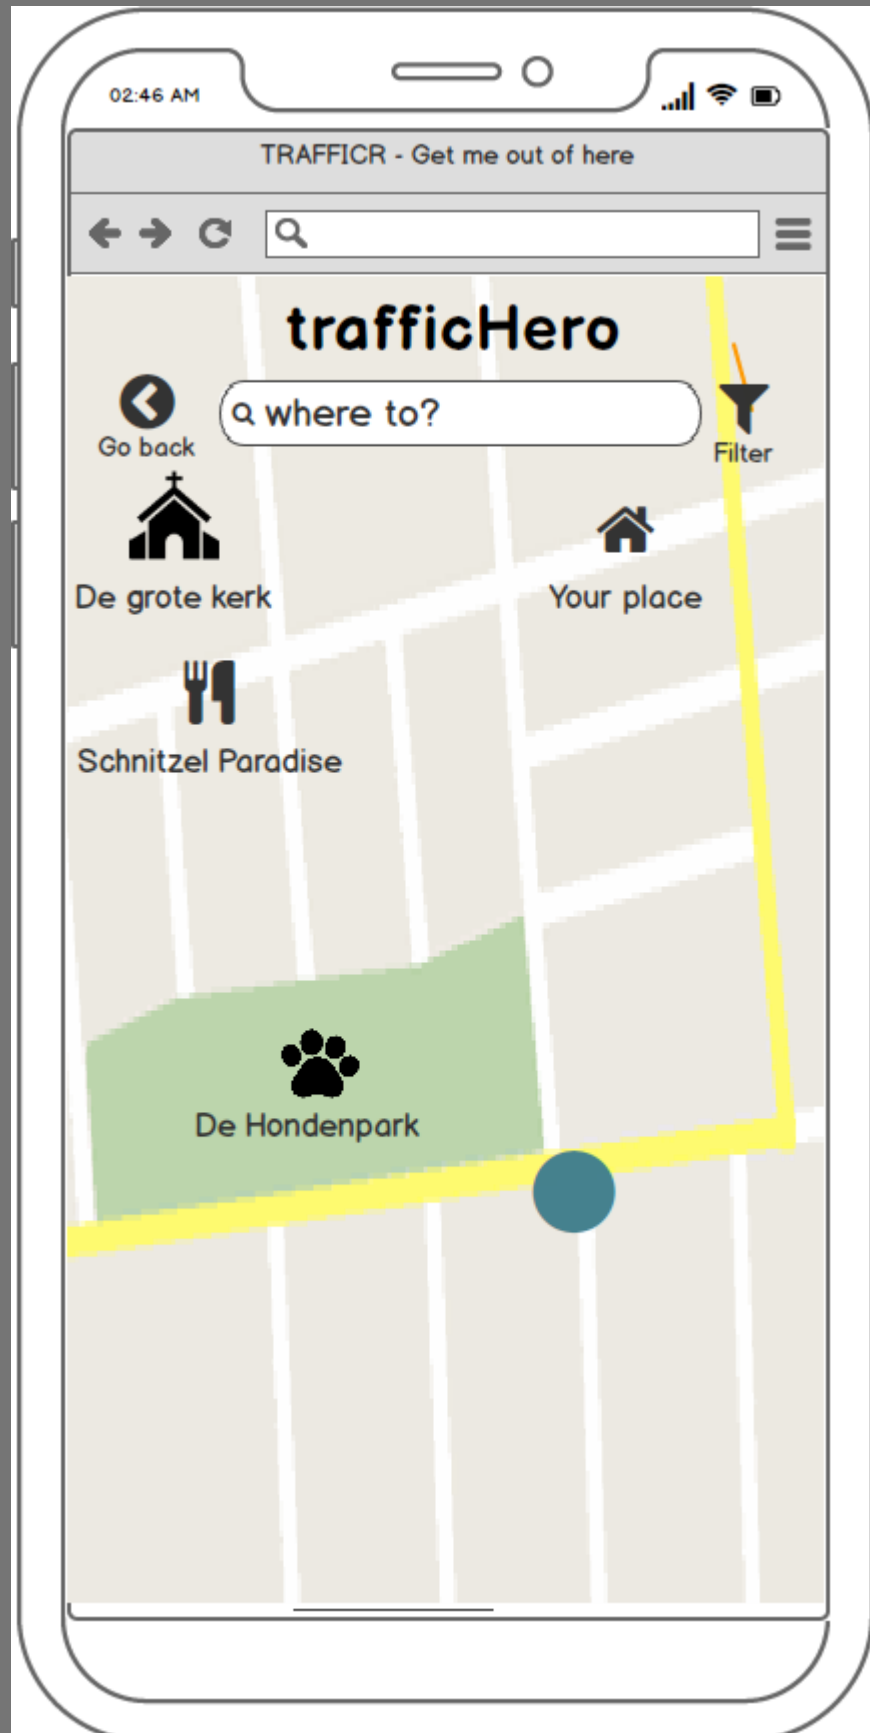 02:46 AM
TRAFFICR - Get me out of here
trafficHero
where to?
Go back
Filter
De grote kerk
Your place
Schnitzel Paradise
De Hondenpark